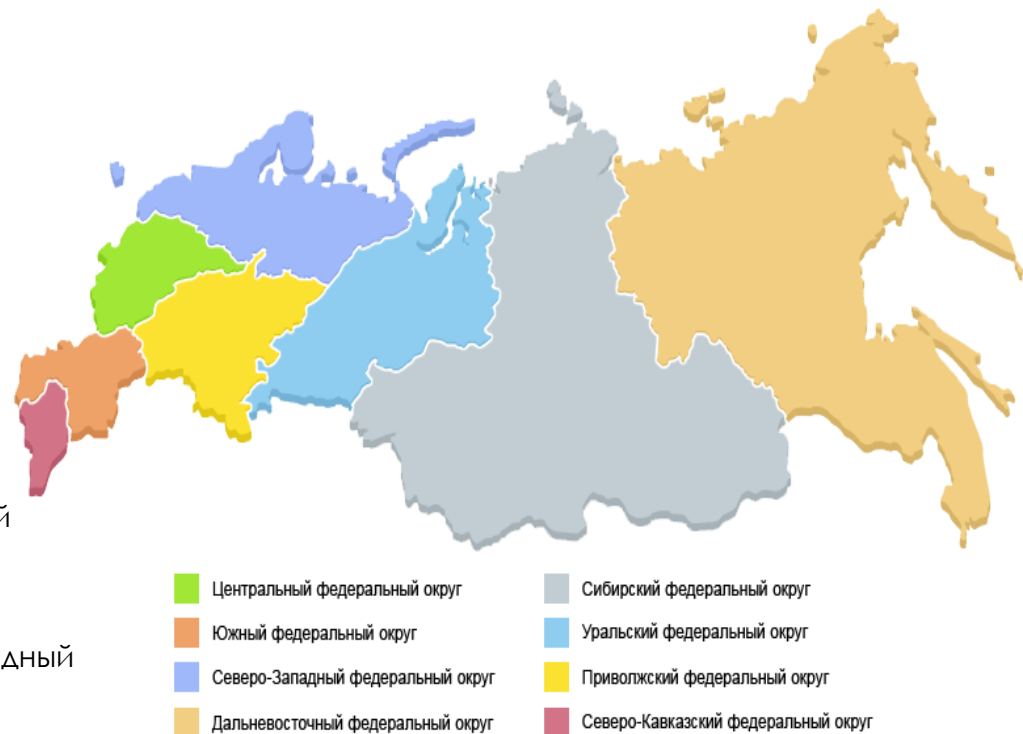 й
дный
Центральный федеральный округ
Южный федеральный округ
Северо-Западный федеральный округ
Дальневосточный федеральный округ
Сибирский федеральный округ
Уральский федеральный округ
Приволжский федеральный округ
Северо-Кавказский федеральный округ